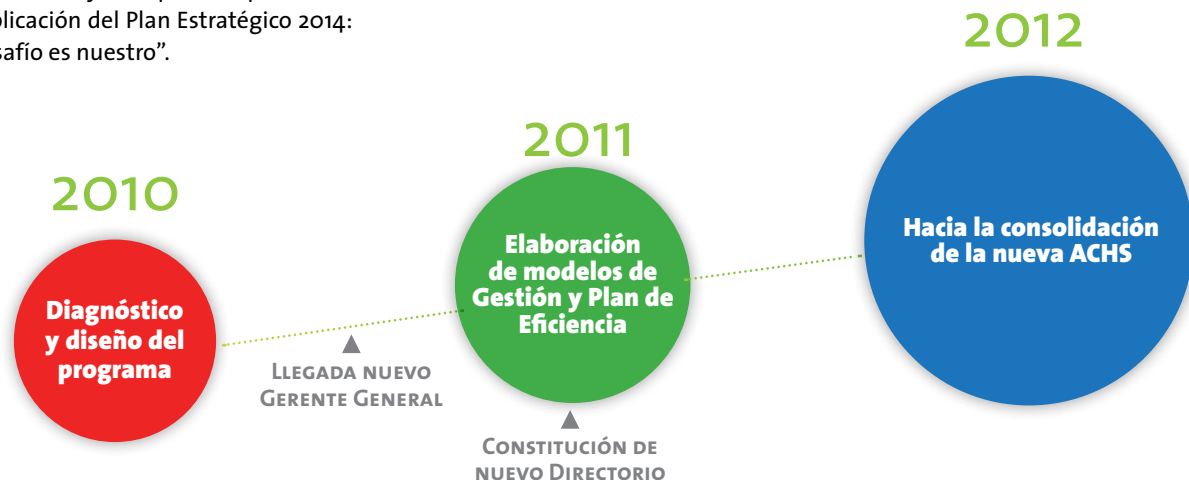 plicación del Plan Estratégico 2014:
safío es nuestro”.
2010
Diagnóstico
y diseño del
programa
Llegada nuevo
Gerente General
2011
Elaboración
de modelos de
Gestión y Plan de
Eficiencia
Constitución de
nuevo Directorio
2012
Hacia la consolidación
de la nueva ACHS